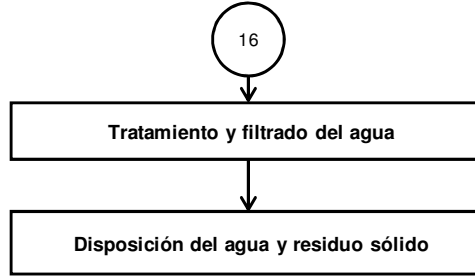 16
Tratamiento y filtrado del agua
Disposición del agua y residuo sólido